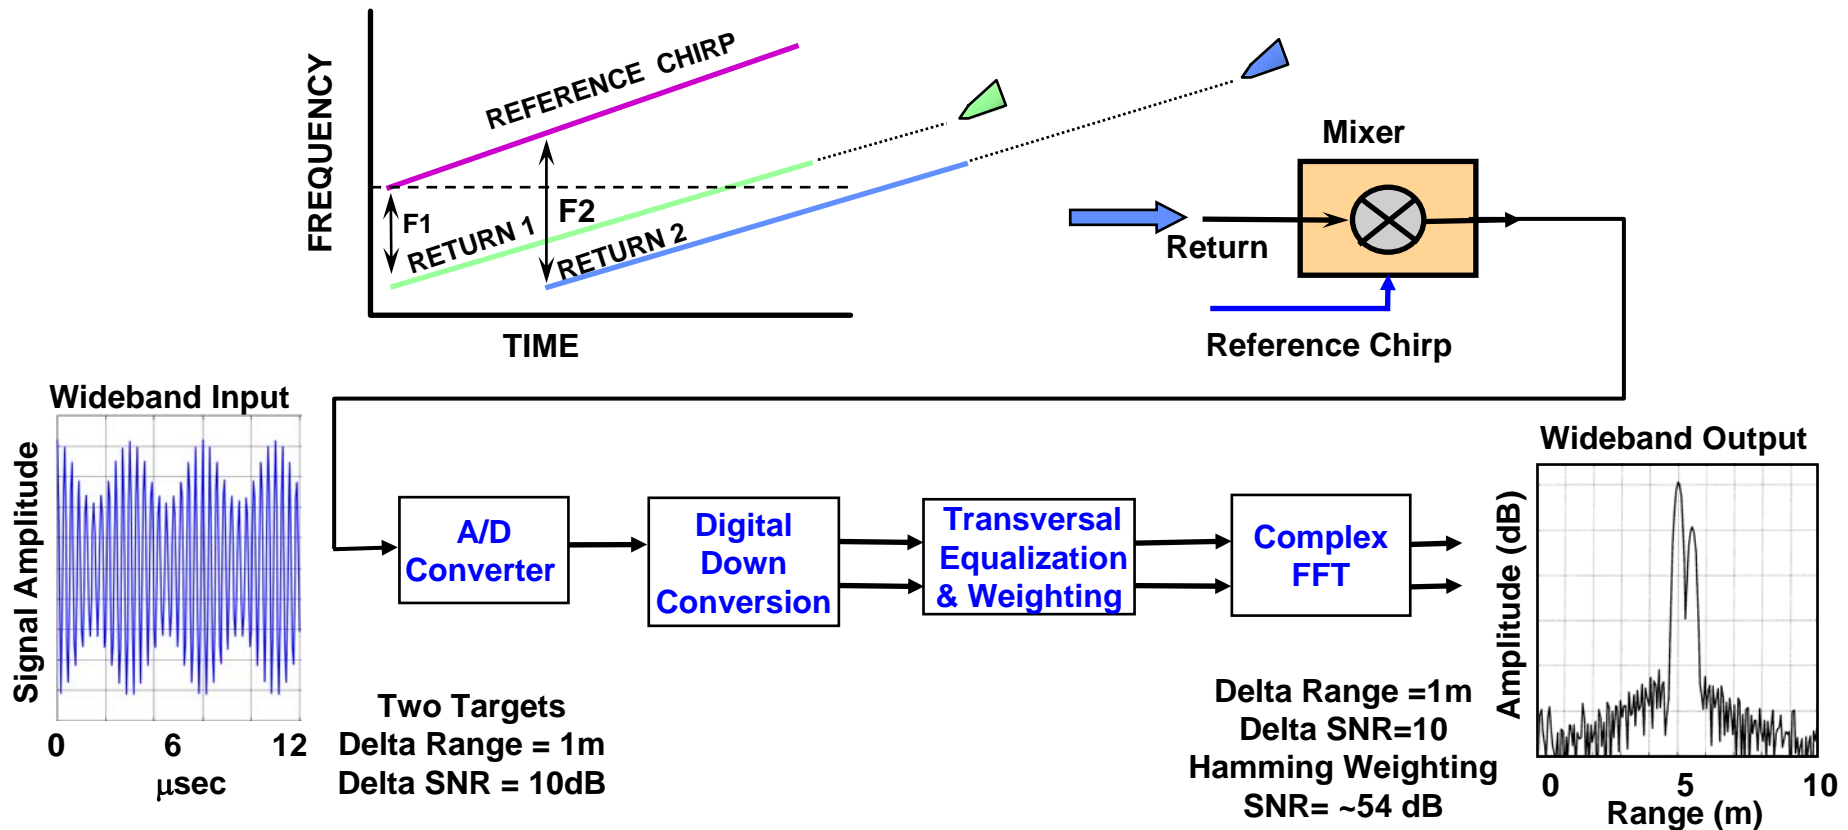 FREQUENCY
REFERENCE CHIRP
F1
F2
RETURN 1
RETURN 2
TIME
Mixer
Return
Reference Chirp
Wideband Input
Signal Amplitude
0 6 12
μsec
Two Targets
Delta Range = 1m
Delta SNR = 10dB
A/D
Converter
Digital
Down
Conversion
Transversal
Equalization
& Weighting
Complex
FFT
Delta Range =1m
Delta SNR=10
Hamming Weighting
SNR= ~54 dB
Wideband Output
Amplitude (dB)
0 5 10
Range (m)